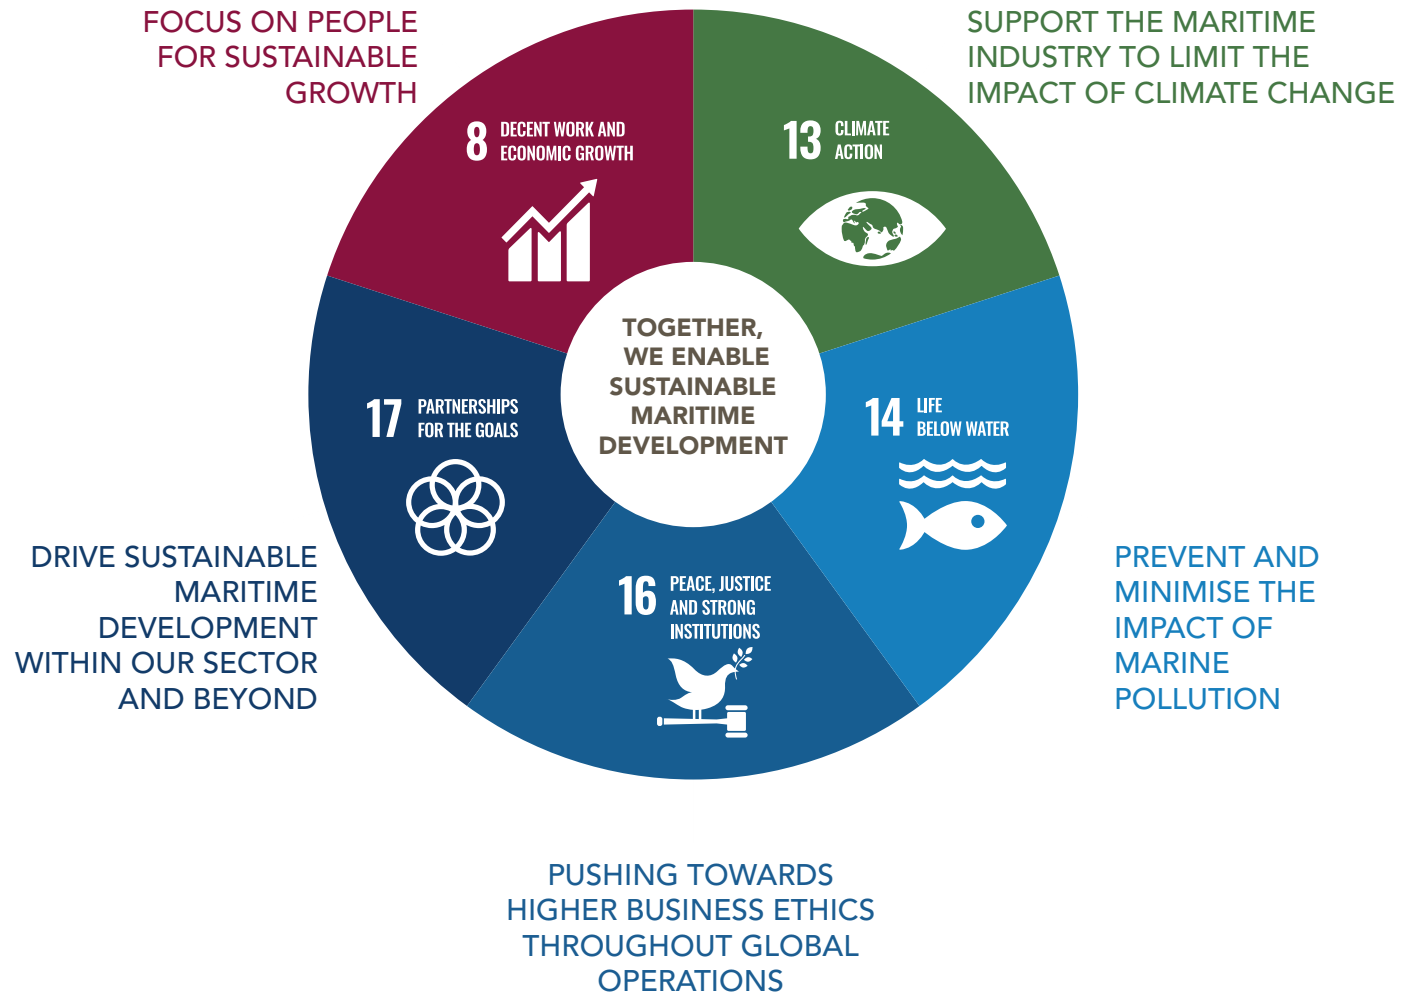 FOCUS ON PEOPLE
FOR SUSTAINABLE
GROWTH
SUPPORT THE MARITIME
INDUSTRY TO LIMIT THE
IMPACT OF CLIMATE CHANGE
8 DECENT WORK AND
ECONOMIC GROWTH
13 CLIMATE
ACTION
TOGETHER,
WE ENABLE
SUSTAINABLE
MARITIME
DEVELOPMENT
17 PARTNERSHIPS
FOR THE GOALS
14 LIFE
BELOW WATER
DRIVE SUSTAINABLE
MARITIME
DEVELOPMENT
WITHIN OUR SECTOR
AND BEYOND
16 PEACE, JUSTICE
AND STRONG
INSTITUTIONS
PREVENT AND
MINIMISE THE
IMPACT OF
MARINE
POLLUTION
PUSHING TOWARDS
HIGHER BUSINESS ETHICS
THROUGHOUT GLOBAL
OPERATIONS